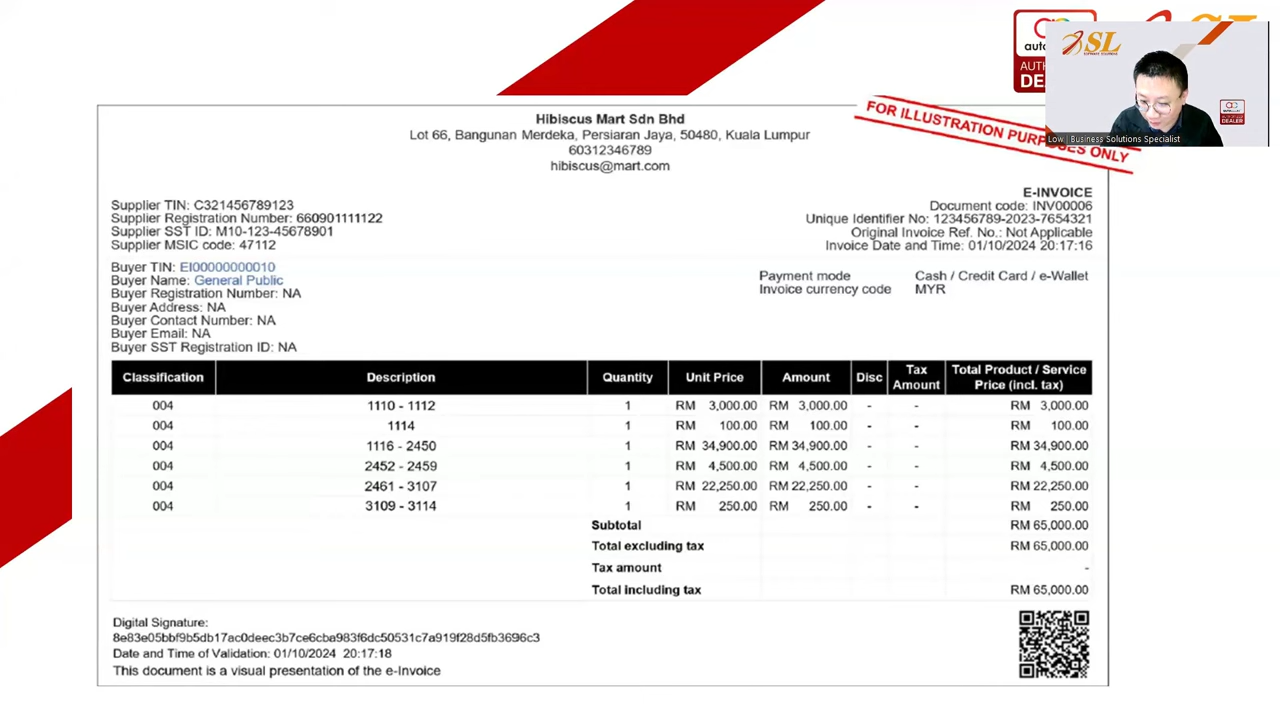 SL
auto
AUTH
DE
SL
SOFTWARE SOLUTIONS
DEALER
Low | Business Solutions Specialist
FOR ILLUSTRATION PURPOSES ONLY
Hibiscus Mart Sdn Bhd
Lot 66, Bangunan Merdeka, Persiaran Jaya, 50480, Kuala Lumpur
60312346789
hibiscus@mart.com
Supplier TIN: C321456789123
Supplier Registration Number: 660901111122
Supplier SST ID: M10-123-45678901
Supplier MSIC code: 47112
E-INVOICE
Document code: INV00006
Unique Identifier No: 123456789-2023-7654321
Original Invoice Ref. No.: Not Applicable
Invoice Date and Time: 01/10/2024 20:17:16
Buyer TIN: EI00000000010
Buyer Name: General Public
Buyer Registration Number: NA
Buyer Address: NA
Buyer Contact Number: NA
Buyer Email: NA
Buyer SST Registration ID: NA
Payment mode Cash / Credit Card / e-Wallet
Invoice currency code MYR
Classification Description Quantity Unit Price Amount Disc Tax Amount Total Product / Service Price (incl. tax)
004 1110 - 1112 1 RM 3,000.00 RM 3,000.00 - - RM 3,000.00
004 1114 1 RM 100.00 RM 100.00 - - RM 100.00
004 1116 - 2450 1 RM 34,900.00 RM 34,900.00 - - RM 34,900.00
004 2452 - 2459 1 RM 4,500.00 RM 4,500.00 - - RM 4,500.00
004 2461 - 3107 1 RM 22,250.00 RM 22,250.00 - - RM 22,250.00
004 3109 - 3114 1 RM 250.00 RM 250.00 - - RM 250.00
Subtotal RM 65,000.00
Total excluding tax RM 65,000.00
Tax amount -
Total including tax RM 65,000.00
Digital Signature:
8e83e05bbf9b5db17ac0deec3b7ce6cba983f6dc50531c7a919f28d5fb3696c3
Date and Time of Validation: 01/10/2024 20:17:18
This document is a visual presentation of the e-Invoice